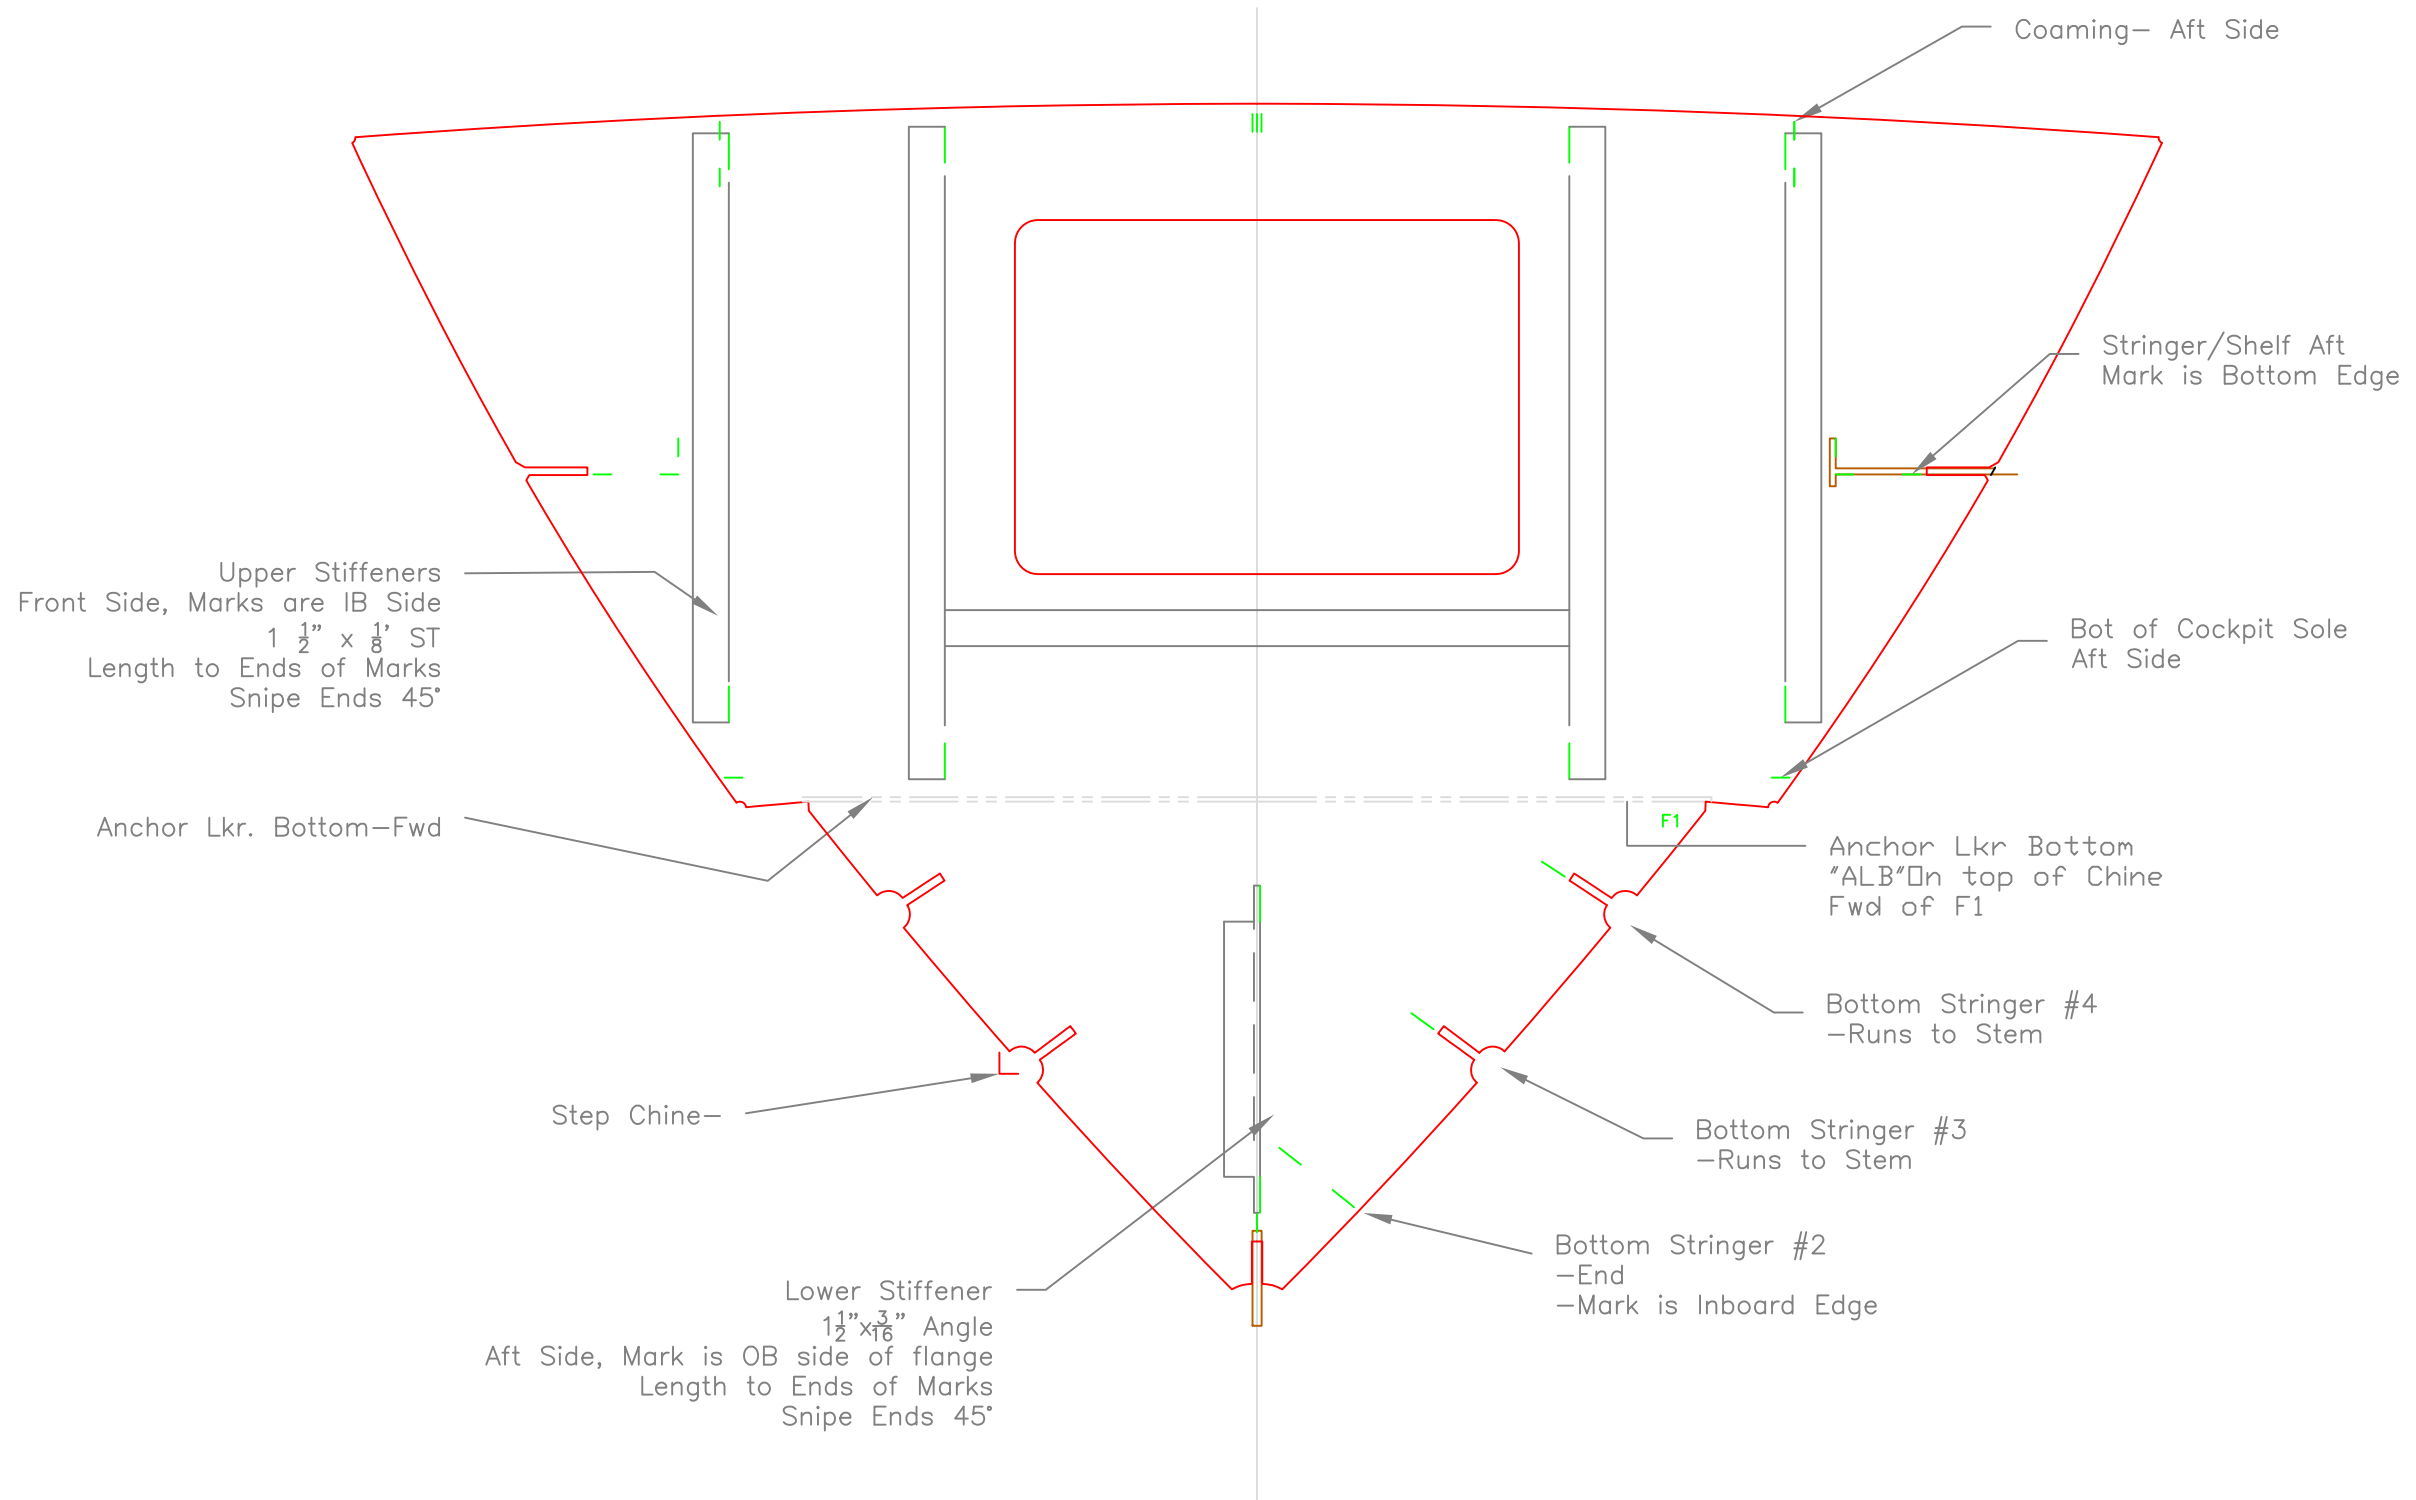 Coaming- Aft Side
Stringer/Shelf Aft
Mark is Bottom Edge
Upper Stiffeners
Front Side, Marks are IB Side
1 1/2" x 1/8' ST
Length to Ends of Marks
Snipe Ends 45°
Bot of Cockpit Sole
Aft Side
Anchor Lkr. Bottom-Fwd
F1
Anchor Lkr Bottom
"ALB"On top of Chine
Fwd of F1
Bottom Stringer #4
-Runs to Stem
Step Chine-
Bottom Stringer #3
-Runs to Stem
Bottom Stringer #2
-End
-Mark is Inboard Edge
Lower Stiffener
1 1/2"x3/16" Angle
Aft Side, Mark is OB side of flange
Length to Ends of Marks
Snipe Ends 45°